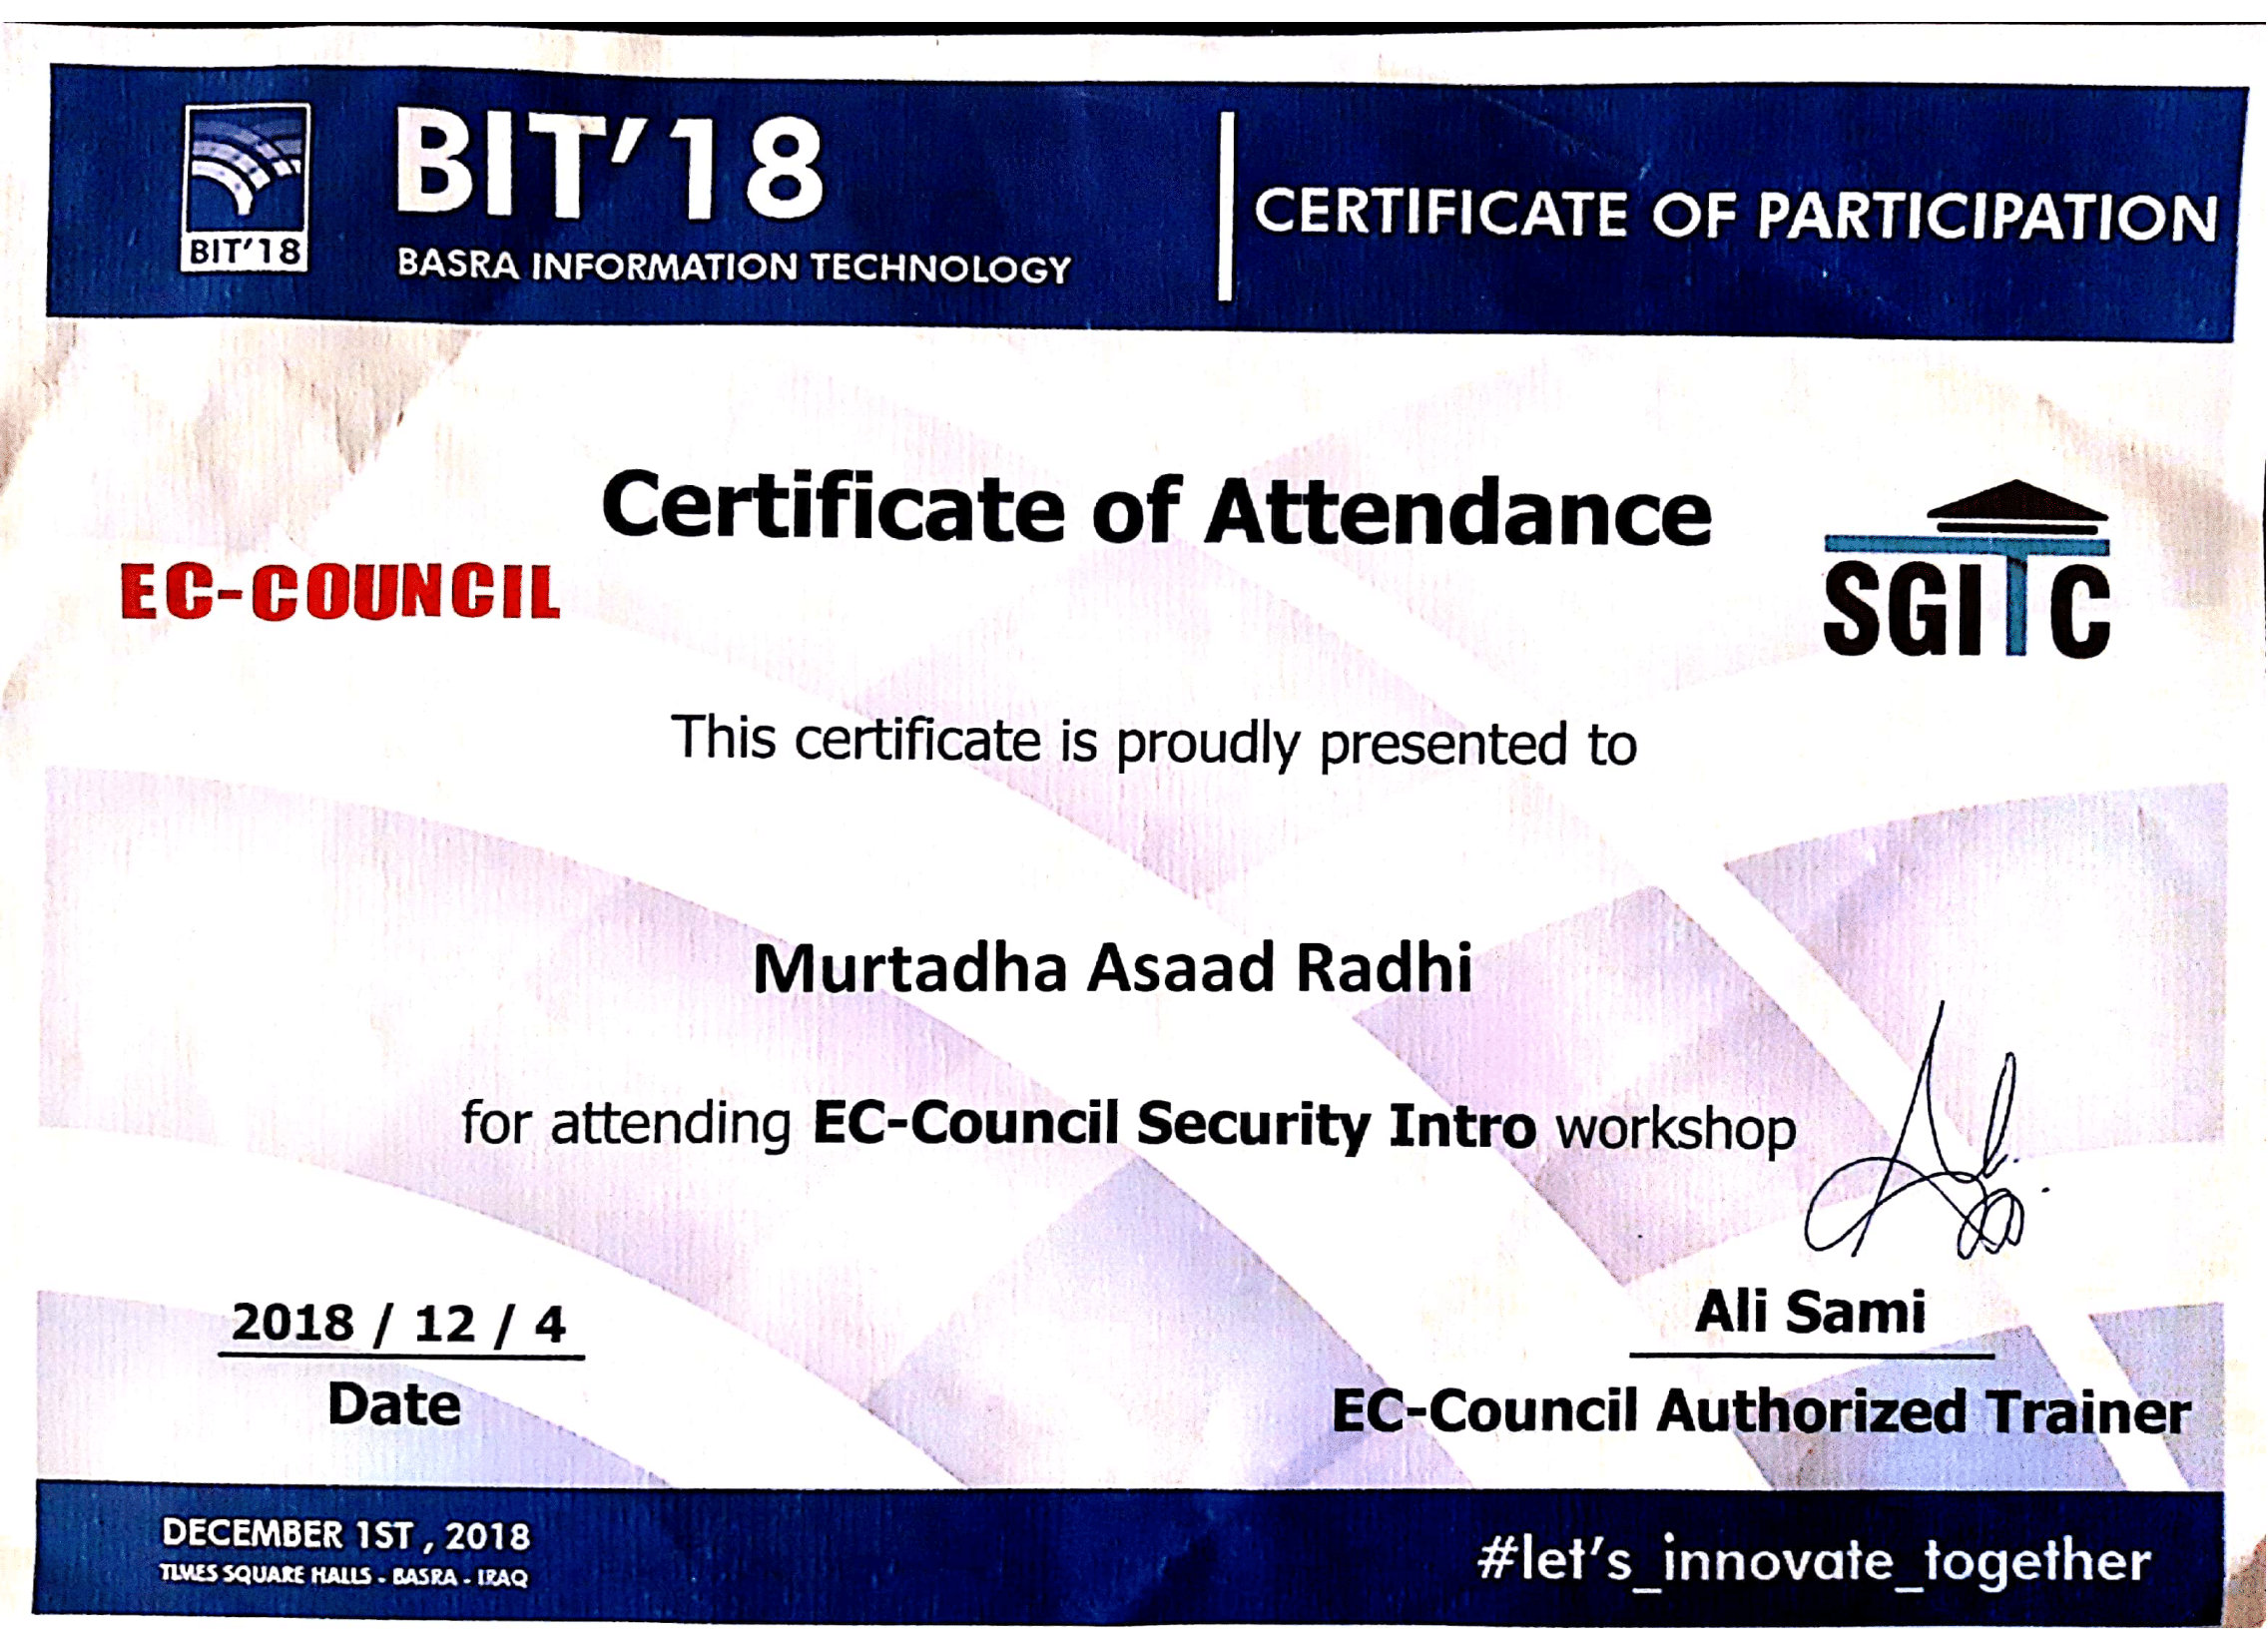 BIT'18
BIT'18
BASRA INFORMATION TECHNOLOGY
CERTIFICATE OF PARTICIPATION
Certificate of Attendance
EC-COUNCIL
SGITC
This certificate is proudly presented to
Murtadha Asaad Radhi
for attending EC-Council Security Intro workshop
2018 / 12 / 4
Date
Ali Sami
EC-Council Authorized Trainer
DECEMBER 1ST , 2018
TIMES SQUARE HALLS - BASRA - IRAQ
#let's_innovate_together